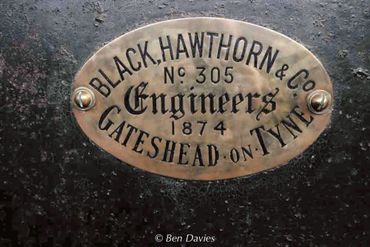 BLACK, HAWTHORN & CO.
No 305
Engineers
1874
GATESHEAD·ON·TYNE
© Ben Davies